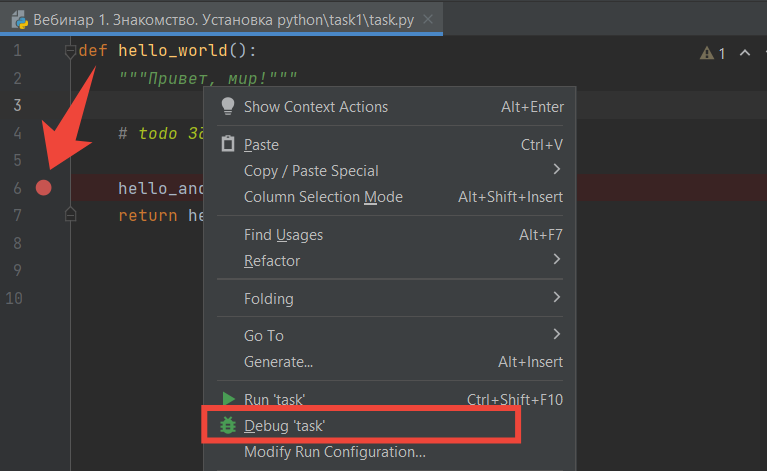 Вебинар 1. Знакомство. Установка python\task1\task.py
1 def hello_world(): 1
2 """Привет, мир!"""
3
Show Context Actions Alt+Enter
4 # todo
Paste Ctrl+V
Copy / Paste Special
5
6 hello_and
Column Selection Mode Alt+Shift+Insert
7 return he
Find Usages Alt+F7
8
Refactor
9
10
Folding
Go To
Generate... Alt+Insert
Run 'task' Ctrl+Shift+F10
Debug 'task'
Modify Run Configuration...